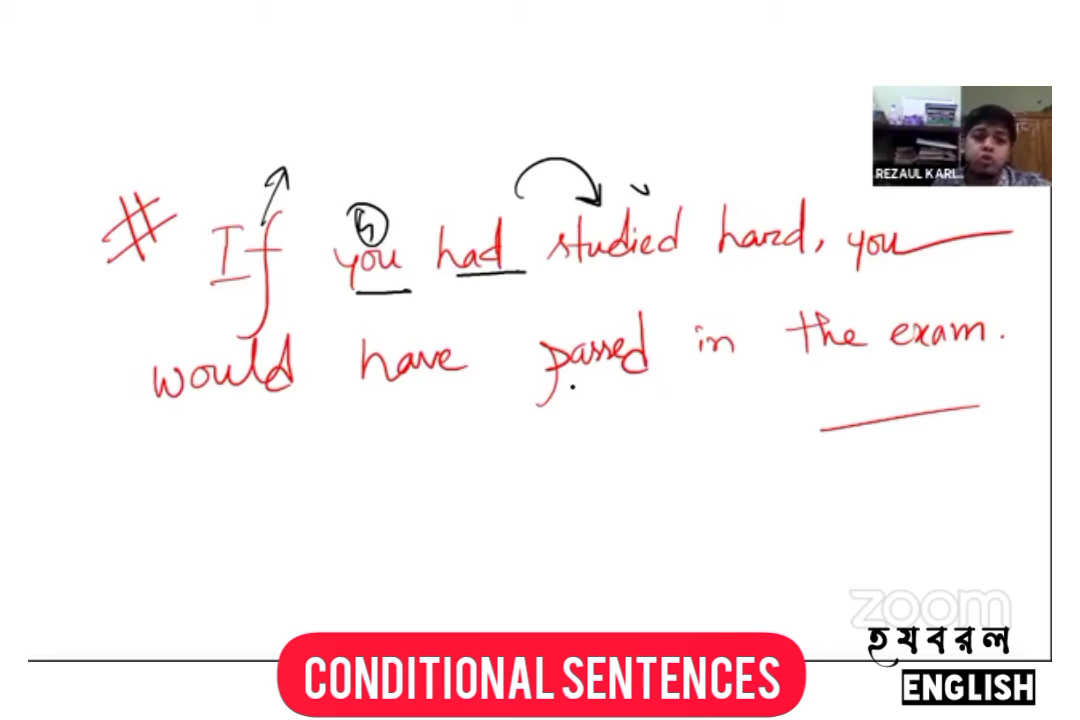 REZAUL KARI...
# If you had studied hard, you
would have passed in the exam.
zoom
হযবরল
ENGLISH
CONDITIONAL SENTENCES